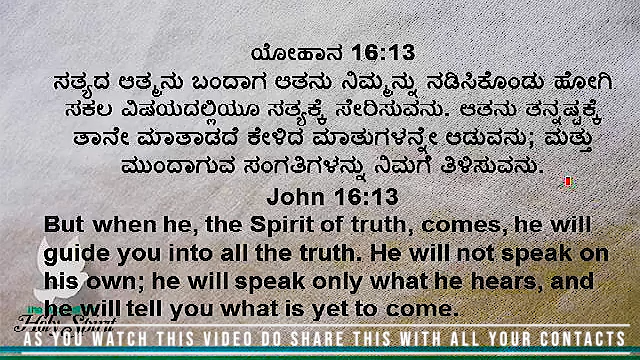 ಯೋಹಾನ 16:13
ಸತ್ಯದ ಆತ್ಮನು ಬಂದಾಗ ಆತನು ನಿಮ್ಮನ್ನು ನಡಿಸಿಕೊಂಡು ಹೋಗಿ
ಸಕಲ ವಿಷಯದಲ್ಲಿಯೂ ಸತ್ಯಕ್ಕೆ ಸೇರಿಸುವನು. ಆತನು ತನ್ನಷ್ಟಕ್ಕೆ
ತಾನೇ ಮಾತಾಡದೆ ಕೇಳಿದ ಮಾತುಗಳನ್ನೇ ಆಡುವನು; ಮತ್ತು
ಮುಂದಾಗುವ ಸಂಗತಿಗಳನ್ನು ನಿಮಗೆ ತಿಳಿಸುವನು.
John 16:13
But when he, the Spirit of truth, comes, he will
guide you into all the truth. He will not speak on
his own; he will speak only what he hears, and
he will tell you what is yet to come.
Holy Spirit
AS YOU WATCH THIS VIDEO DO SHARE THIS WITH ALL YOUR CONTACTS